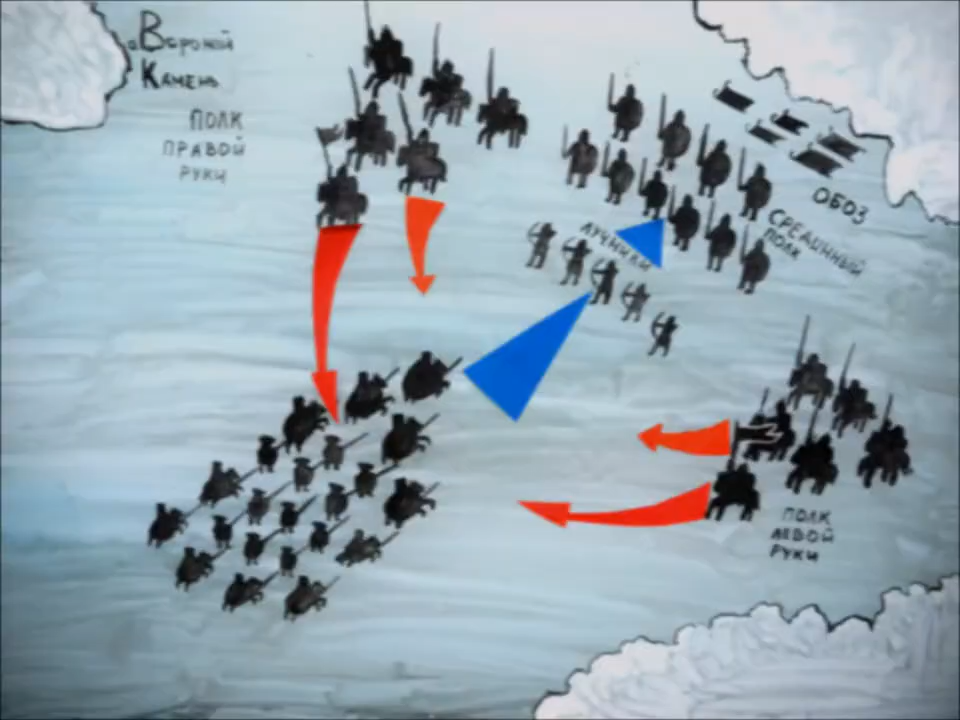 о Вороний
Камень
ПОЛК
ПРАВОЙ
РУКИ
ОБОЗ
СРЕДИННЫЙ
ПОЛК
ЛУЧНИКИ
ПОЛК
ЛЕВОЙ
РУКИ